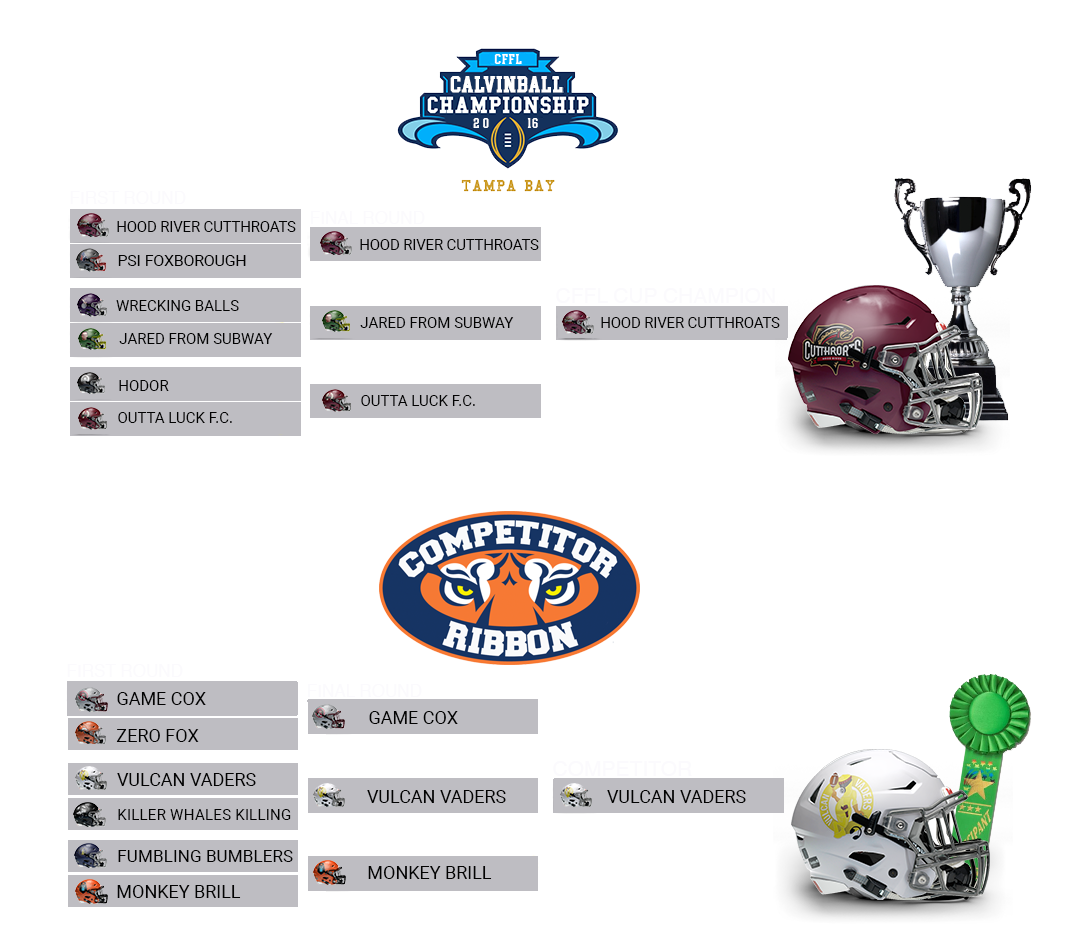 CFFL
CALVINBALL
CHAMPIONSHIP
20 16
TAMPA BAY
FIRST ROUND
HOOD RIVER CUTTHROATS
PSI FOXBOROUGH
WRECKING BALLS
JARED FROM SUBWAY
HODOR
OUTTA LUCK F.C.
FINAL ROUND
HOOD RIVER CUTTHROATS
JARED FROM SUBWAY
OUTTA LUCK F.C.
CFFL CUP CHAMPION
HOOD RIVER CUTTHROATS
CUTTHROATS
COMPETITOR
RIBBON
FIRST ROUND
GAME COX
ZERO FOX
VULCAN VADERS
KILLER WHALES KILLING
FUMBLING BUMBLERS
MONKEY BRILL
FINAL ROUND
GAME COX
VULCAN VADERS
MONKEY BRILL
COMPETITOR
VULCAN VADERS
VULCAN VADERS